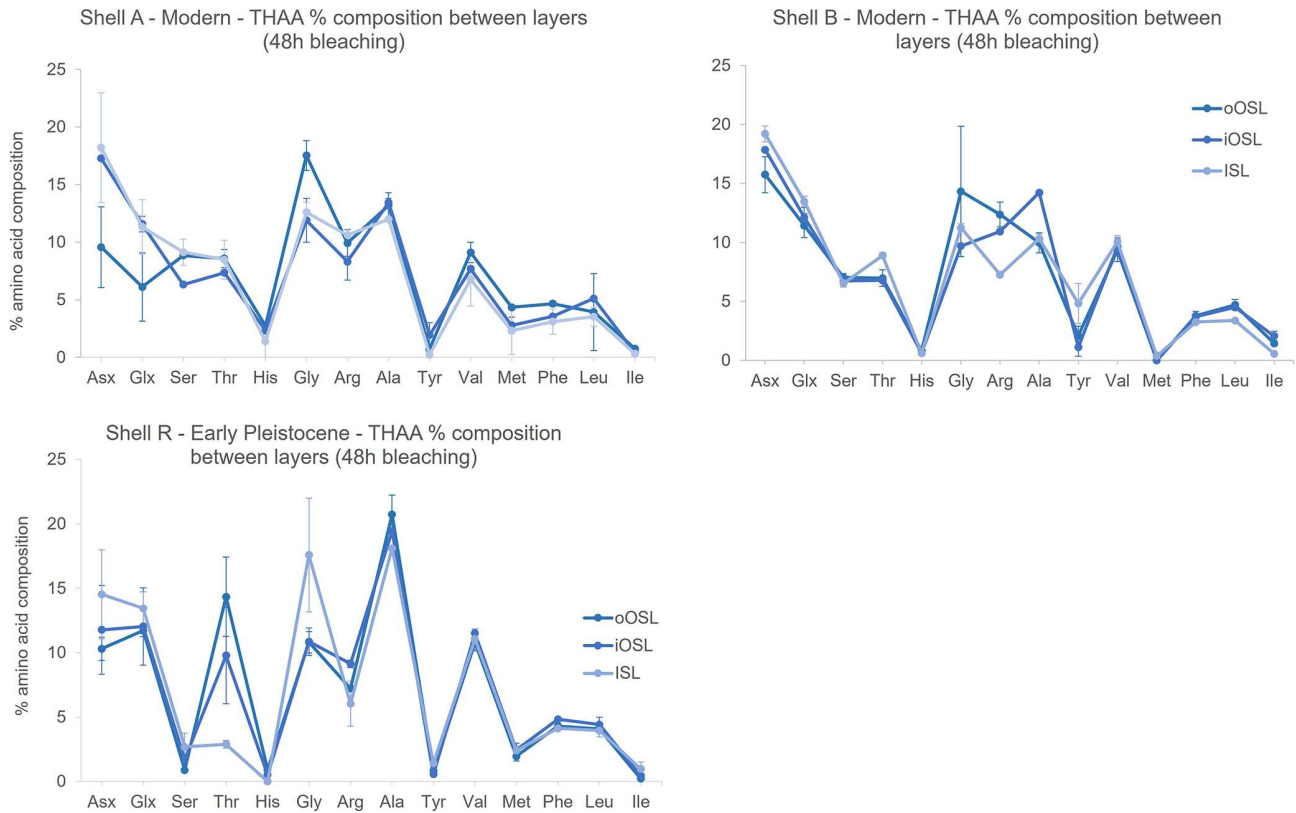 Shell A - Modern - THAA % composition between layers
(48h bleaching)
25
20
15
10
5
0
% amino acid composition
Asx Glx Ser Thr His Gly Arg Ala Tyr Val Met Phe Leu Ile
Shell B - Modern - THAA % composition between
layers (48h bleaching)
25
20
15
10
5
0
oOSL
iOSL
ISL
Asx Glx Ser Thr His Gly Arg Ala Tyr Val Met Phe Leu Ile
Shell R - Early Pleistocene - THAA % composition
between layers (48h bleaching)
25
20
15
10
5
0
% amino acid composition
oOSL
iOSL
ISL
Asx Glx Ser Thr His Gly Arg Ala Tyr Val Met Phe Leu Ile